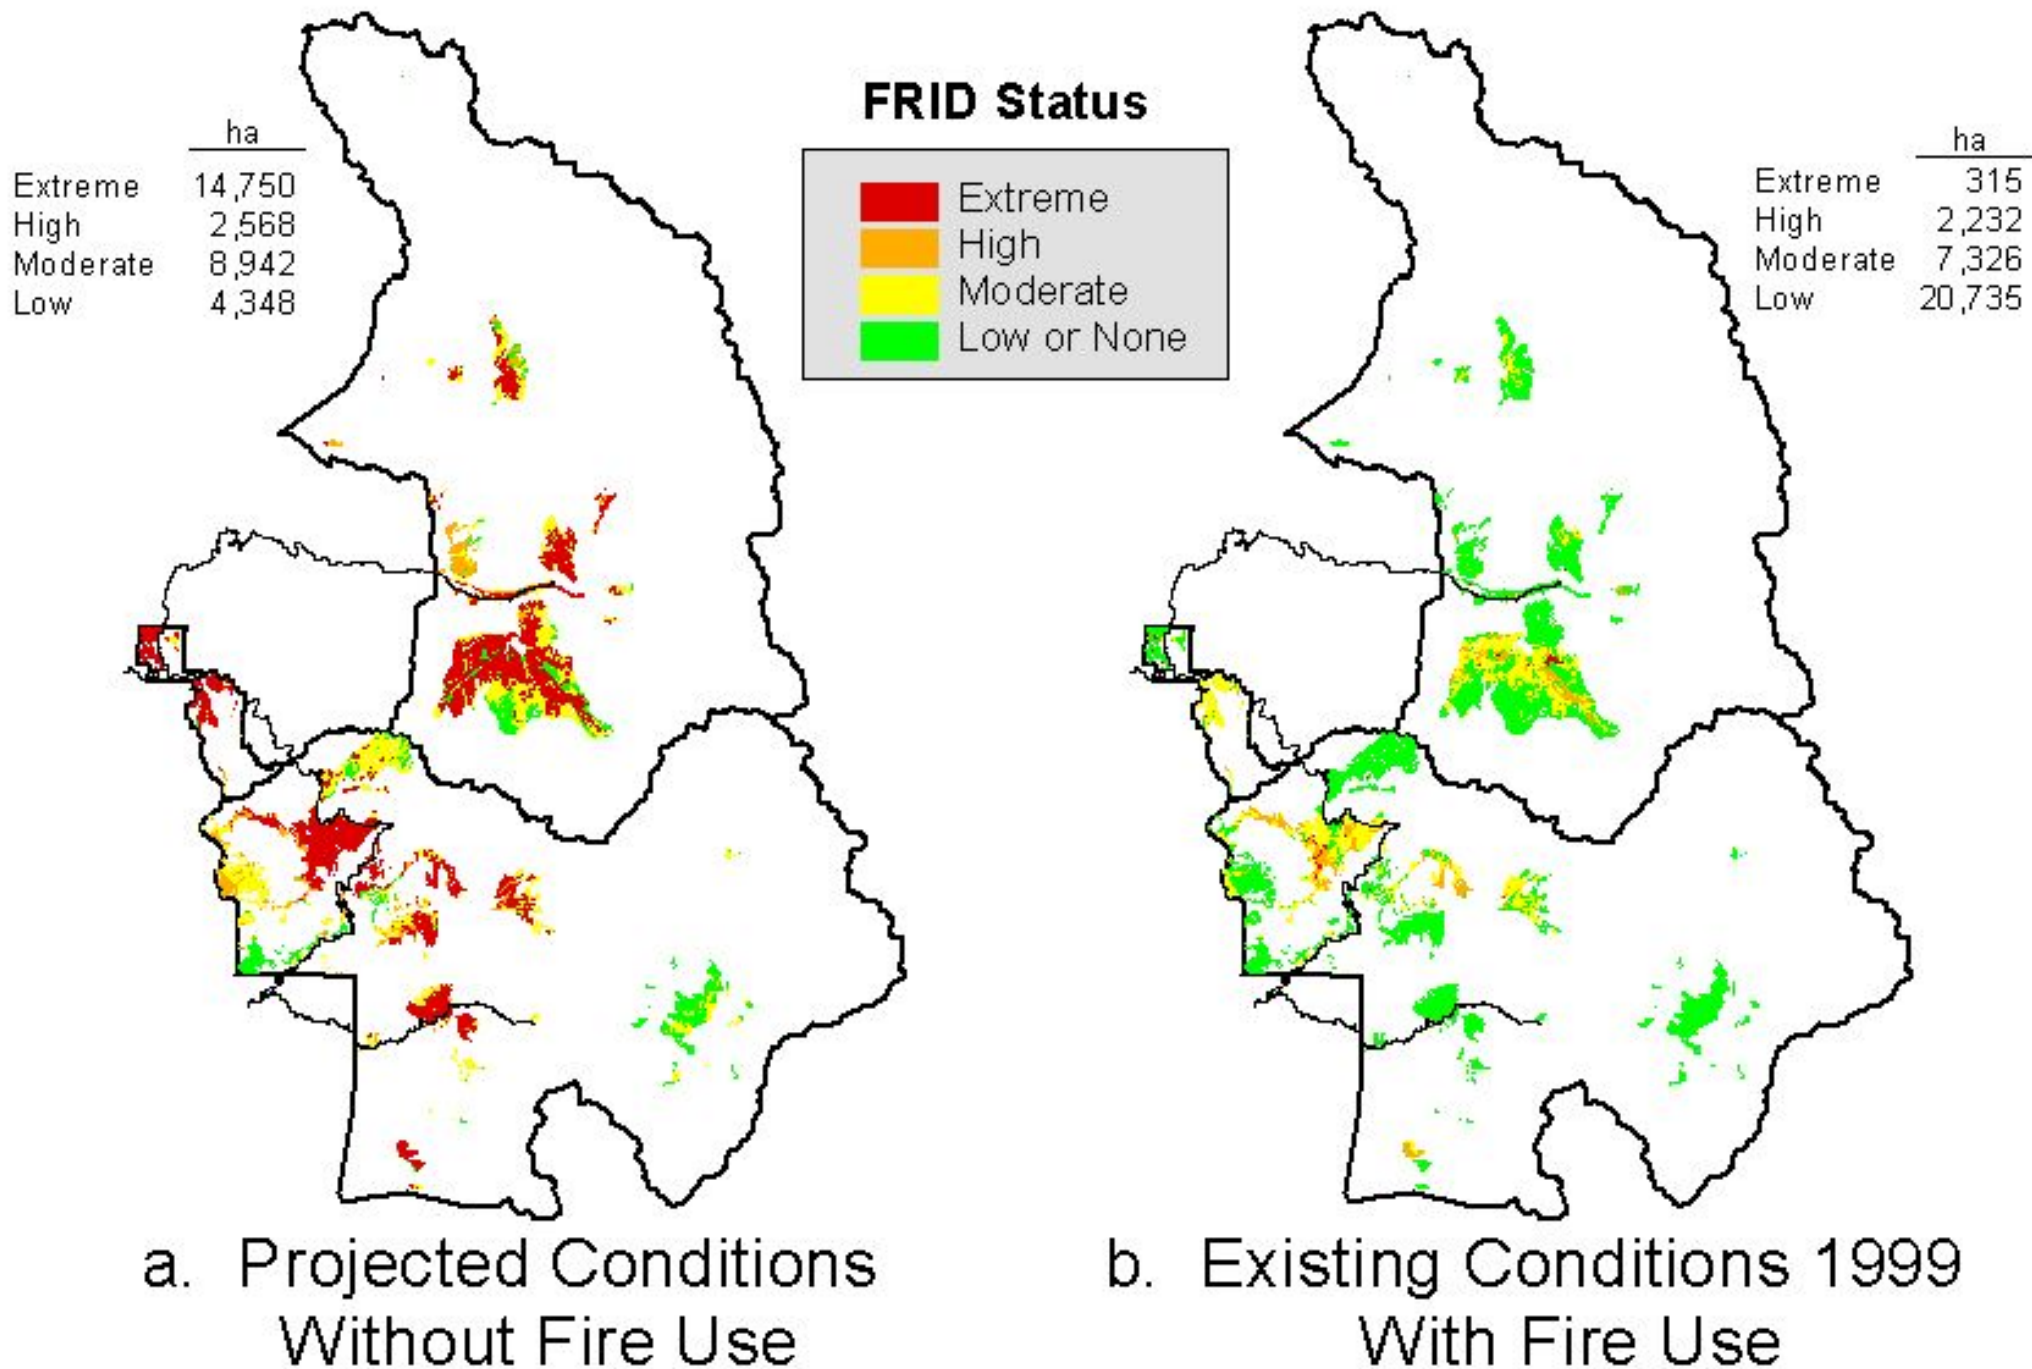 FRID Status
ha
Extreme 14,750
High 2,568
Moderate 8,942
Low 4,348
Extreme
High
Moderate
Low or None
ha
Extreme 315
High 2,232
Moderate 7,326
Low 20,735
a. Projected Conditions
Without Fire Use
b. Existing Conditions 1999
With Fire Use